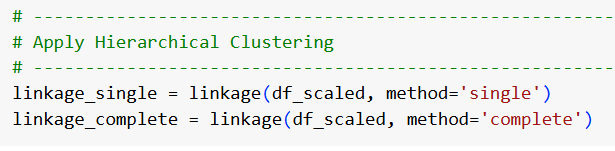 # --------------------------------------------------------
# Apply Hierarchical Clustering
# --------------------------------------------------------
linkage_single = linkage(df_scaled, method='single')
linkage_complete = linkage(df_scaled, method='complete')